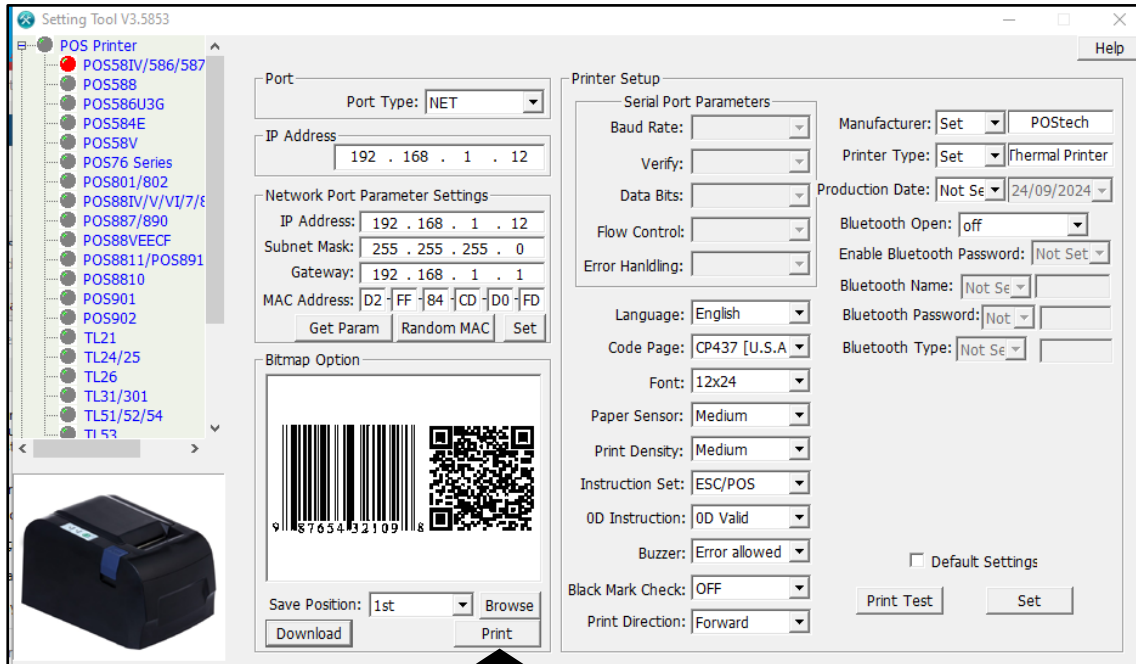 Setting Tool V3.5853
Help
POS Printer
POS58IV/586/587
POS588
POS586U3G
POS584E
POS58V
POS76 Series
POS801/802
POS88IV/V/VI/7/8
POS887/890
POS88VEECF
POS8811/POS891
POS8810
POS901
POS902
TL21
TL24/25
TL26
TL31/301
TL51/52/54
TL53
Port
Port Type: NET
IP Address
192 . 168 . 1 . 12
Network Port Parameter Settings
IP Address: 192 . 168 . 1 . 12
Subnet Mask: 255 . 255 . 255 . 0
Gateway: 192 . 168 . 1 . 1
MAC Address: D2 - FF - 84 - CD - D0 - FD
Get Param Random MAC Set
Bitmap Option
9 87654 32109 8
Save Position: 1st Browse
Download Print
Printer Setup
Serial Port Parameters
Baud Rate:
Verify:
Data Bits:
Flow Control:
Error Hanldling:
Language: English
Code Page: CP437 [U.S.A
Font: 12x24
Paper Sensor: Medium
Print Density: Medium
Instruction Set: ESC/POS
0D Instruction: 0D Valid
Buzzer: Error allowed
Black Mark Check: OFF
Print Direction: Forward
Manufacturer: Set POStech
Printer Type: Set Thermal Printer
Production Date: Not Se 24/09/2024
Bluetooth Open: off
Enable Bluetooth Password: Not Set
Bluetooth Name: Not Se
Bluetooth Password: Not
Bluetooth Type: Not Se
Default Settings
Print Test Set